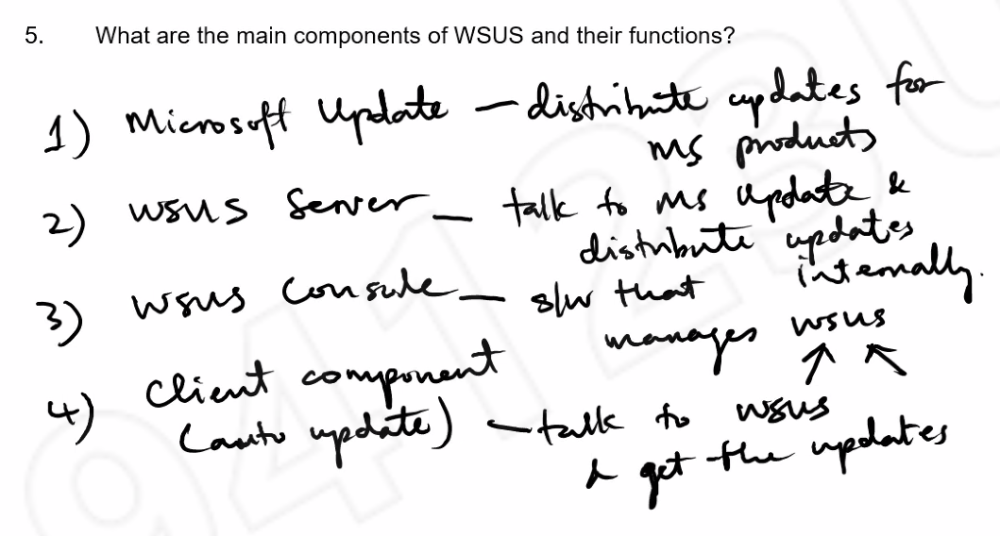 5. What are the main components of WSUS and their functions?
1) Microsoft Update – distribute updates for
MS products
2) WSUS Server – talk to MS Update &
distribute updates
internally.
3) WSUS Console – s/w that
manages WSUS
4) Client component
(auto update) – talk to WSUS
& get the updates